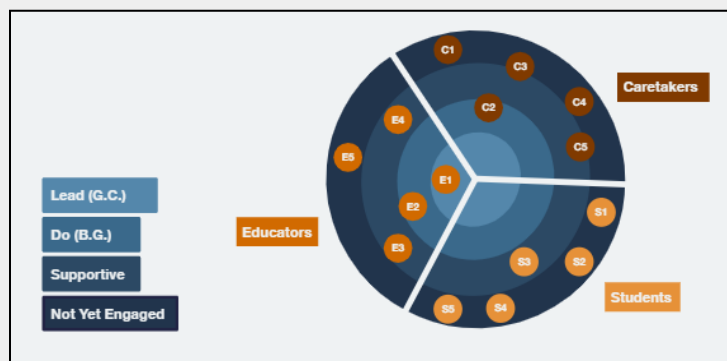 C1
C3
Caretakers
C4
C2
E4
C5
E5
E1
Lead (G.C.)
E2
S1
Do (B.G.)
Educators
E3
S3
S2
Supportive
Students
Not Yet Engaged
S5
S4